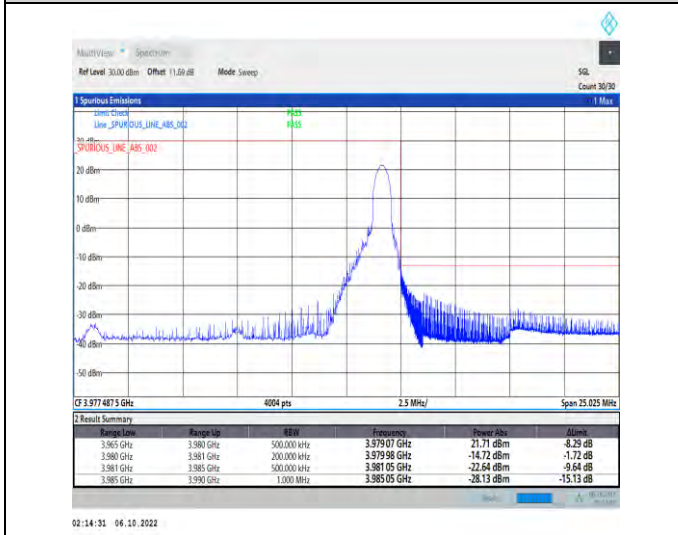 MultiView Spectrum
Ref Level 30.00 dBm Offset 11.69 dB Mode Sweep SGL
Count 30/30
1 Spurious Emissions 1 Max
Limit Check PASS
Line _SPURIOUS_LINE_ABS_002 PASS
30 dBm
_SPURIOUS_LINE_ABS_002
20 dBm
10 dBm
0 dBm
-10 dBm
-20 dBm
-30 dBm
-40 dBm
-50 dBm
CF 3.977 487 5 GHz 4004 pts 2.5 MHz/ Span 25.025 MHz
2 Result Summary
Range Low Range Up RBW Frequency Power Abs ΔLimit
3.965 GHz 3.980 GHz 500.000 kHz 3.979 07 GHz 21.71 dBm -8.29 dB
3.980 GHz 3.981 GHz 200.000 kHz 3.979 98 GHz -14.72 dBm -1.72 dB
3.981 GHz 3.985 GHz 500.000 kHz 3.981 05 GHz -22.64 dBm -9.64 dB
3.985 GHz 3.990 GHz 1.000 MHz 3.985 05 GHz -28.13 dBm -15.13 dB
02:14:31 06.10.2022